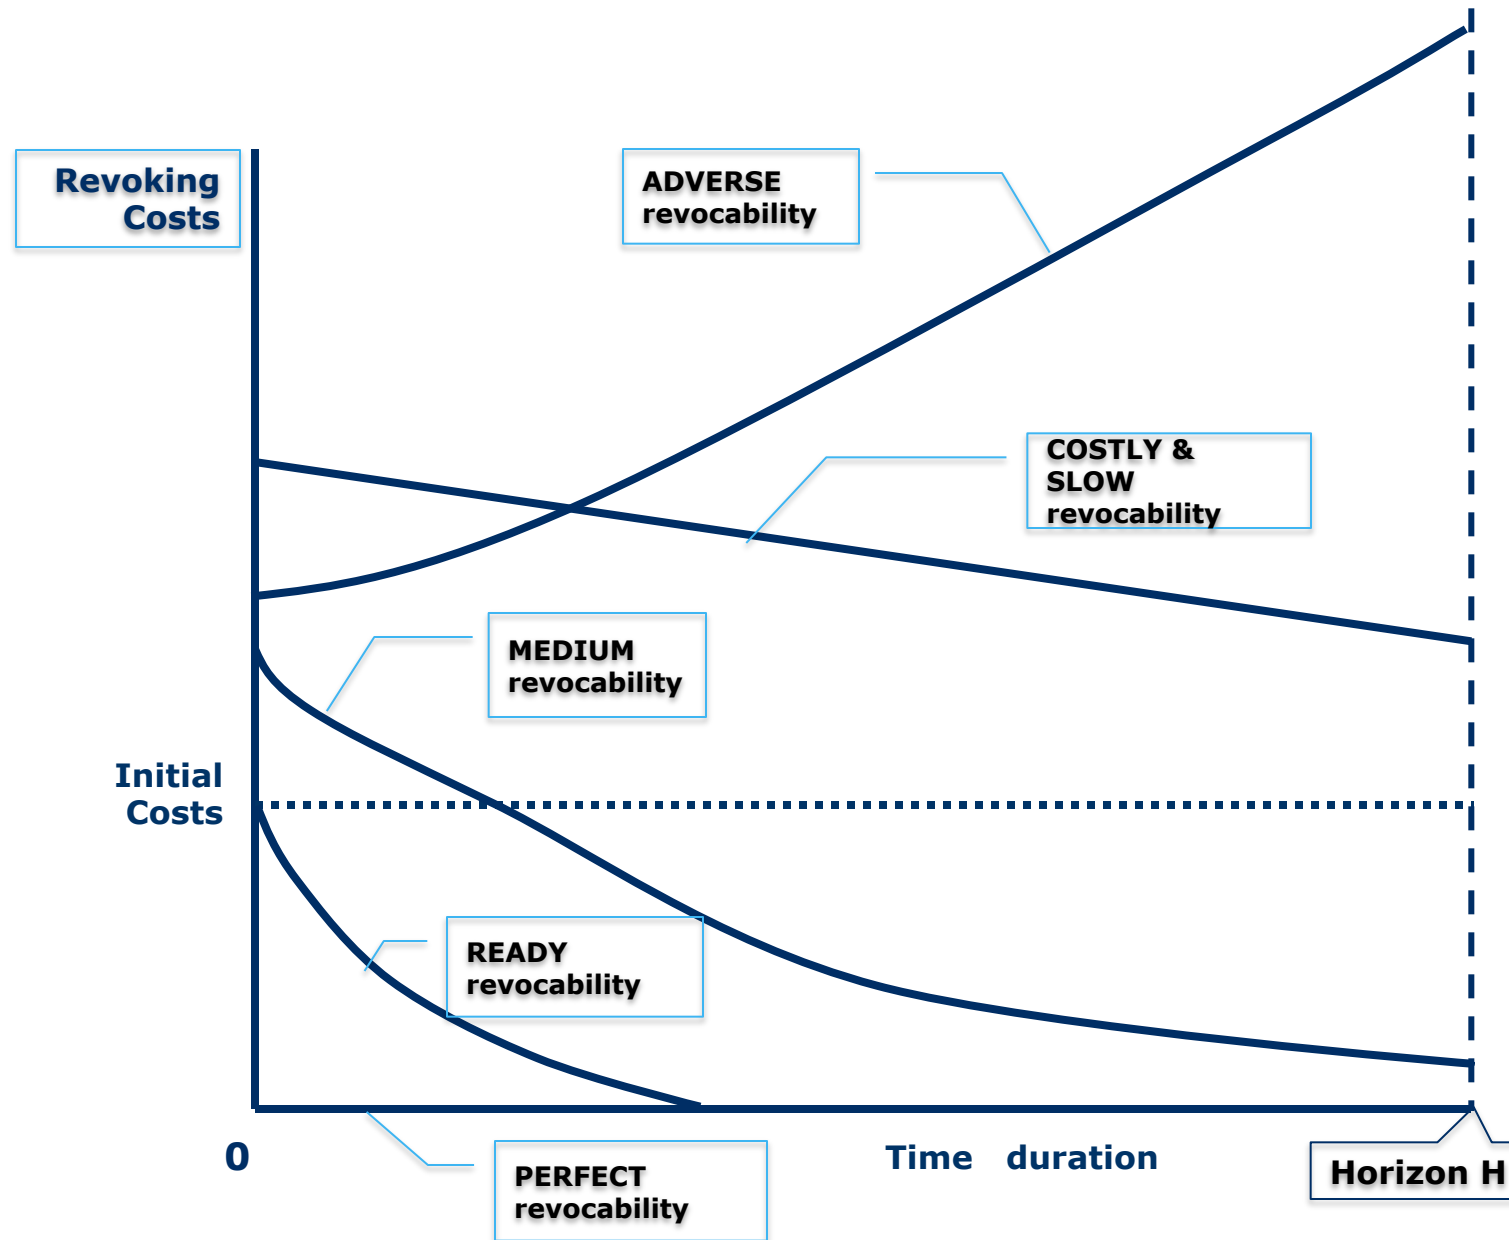 Revoking
Costs
ADVERSE
revocability
COSTLY &
SLOW
revocability
MEDIUM
revocability
Initial
Costs
READY
revocability
0
Time duration
Horizon H
PERFECT
revocability